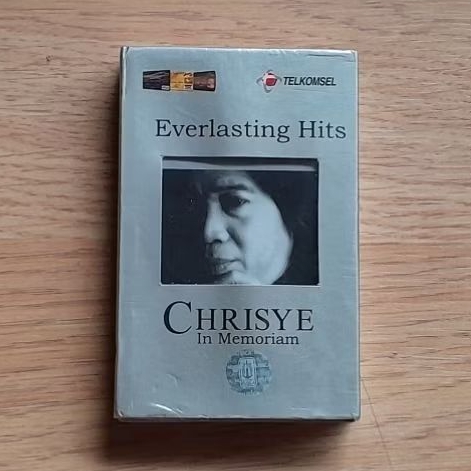 TELKOMSEL
Everlasting Hits
CHRISYE
In Memoriam